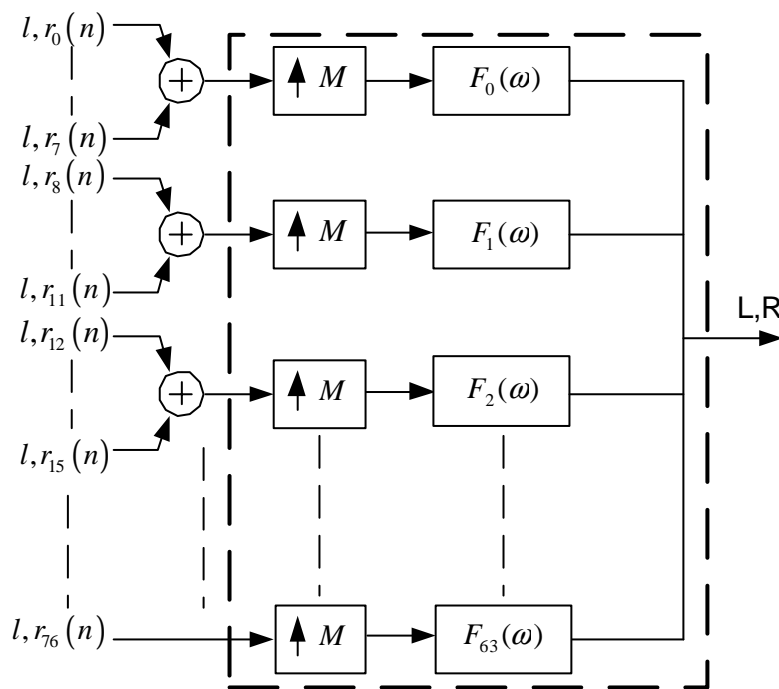 l,r₀(n)
↑ M
F₀(ω)
l,r₇(n)
l,r₈(n)
↑ M
F₁(ω)
l,r₁₁(n)
L,R
l,r₁₂(n)
↑ M
F₂(ω)
l,r₁₅(n)
l,r₇₆(n)
↑ M
F₆₃(ω)